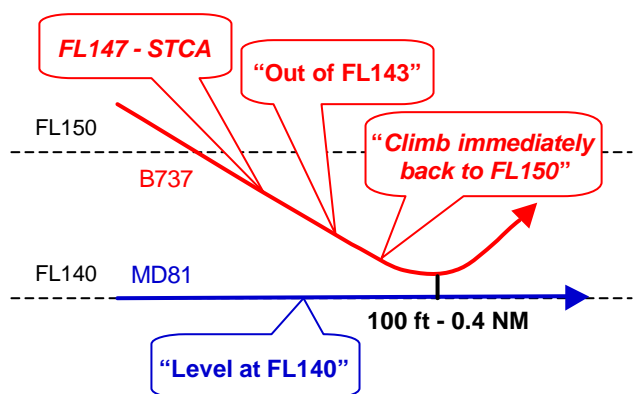 FL147 - STCA
“Out of FL143”
FL150
“Climb immediately
back to FL150”
B737
FL140
MD81
100 ft - 0.4 NM
“Level at FL140”